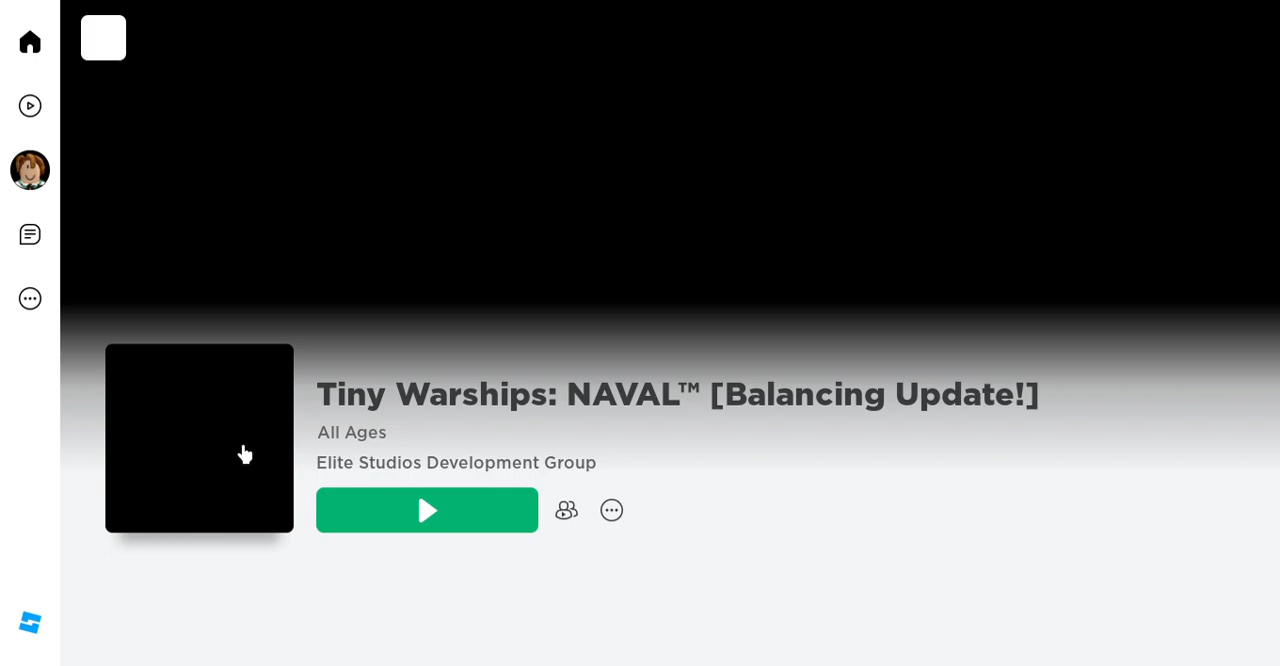 Tiny Warships: NAVAL™ [Balancing Update!]
All Ages
Elite Studios Development Group